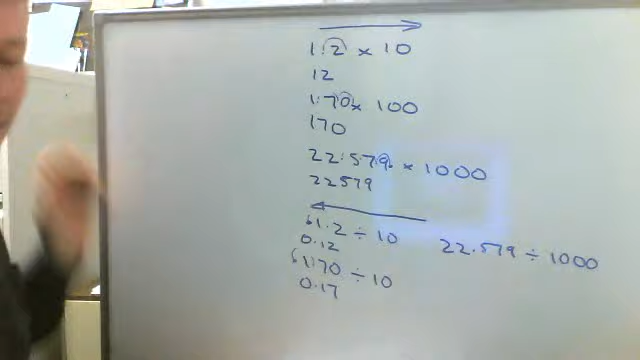 1.2 x 10
12
1.70 x 100
170
22.579 x 1000
22579
1.2 ÷ 10
0.12
1.70 ÷ 10
0.17
22.579 ÷ 1000